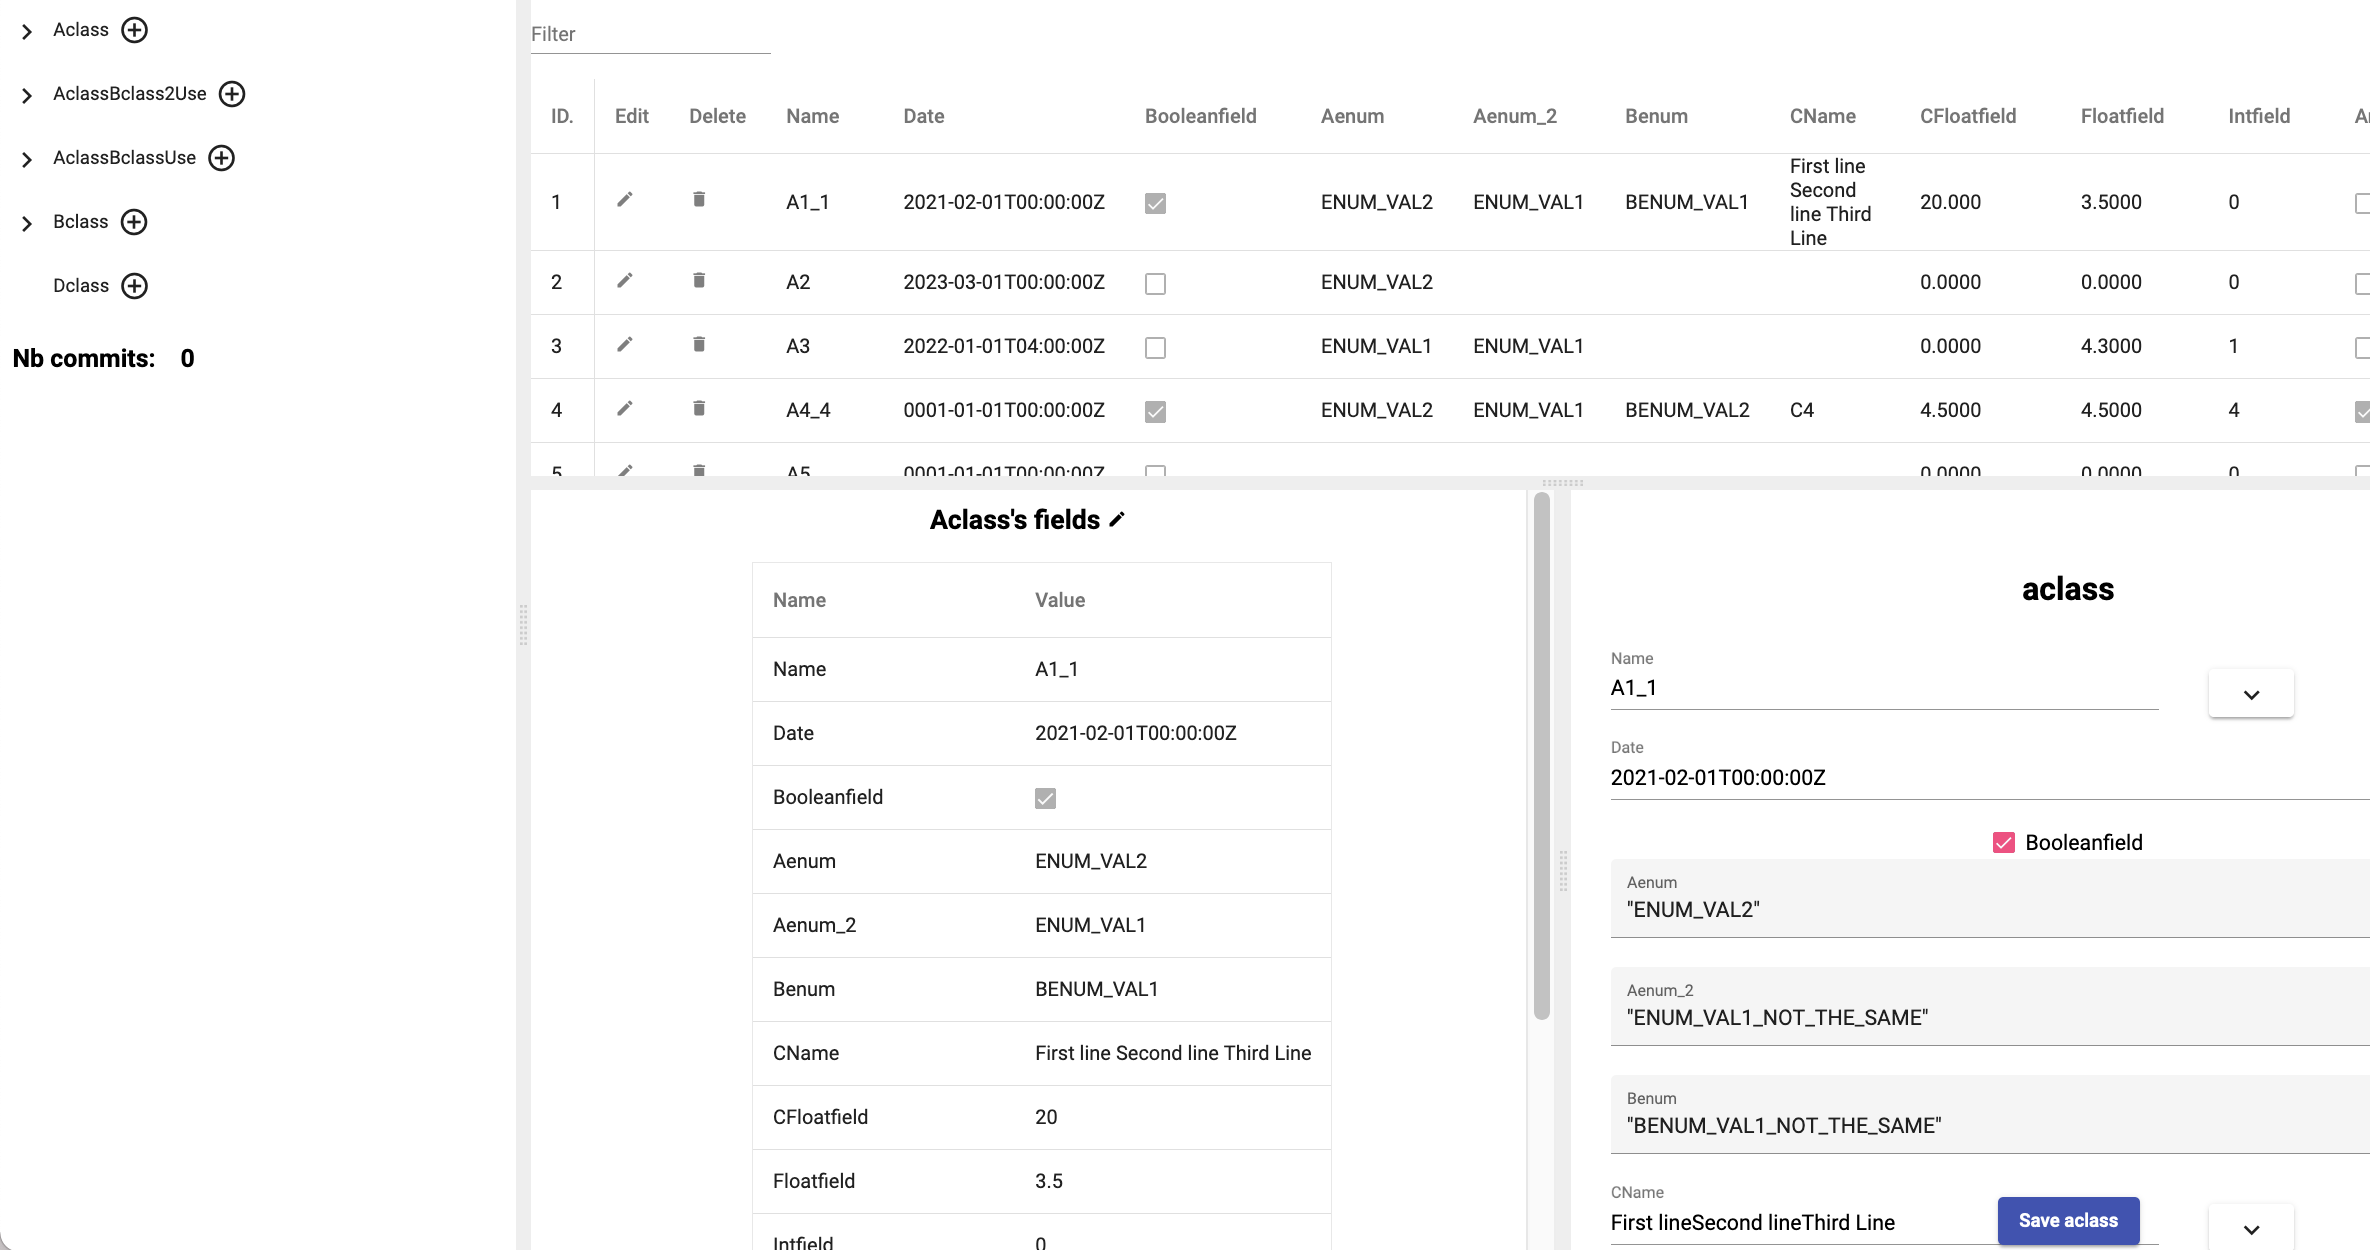 Aclass
AclassBclass2Use
AclassBclassUse
Bclass
Dclass
Nb commits: 0
Filter
ID. Edit Delete Name Date Booleanfield Aenum Aenum_2 Benum CName CFloatfield Floatfield Intfield
1 A1_1 2021-02-01T00:00:00Z ENUM_VAL2 ENUM_VAL1 BENUM_VAL1 First line Second line Third Line 20.000 3.5000 0
2 A2 2023-03-01T00:00:00Z ENUM_VAL2 0.0000 0.0000 0
3 A3 2022-01-01T04:00:00Z ENUM_VAL1 ENUM_VAL1 0.0000 4.3000 1
4 A4_4 0001-01-01T00:00:00Z ENUM_VAL2 ENUM_VAL1 BENUM_VAL2 C4 4.5000 4.5000 4
5 A5 0001-01-01T00:00:00Z 0.0000 0.0000 0
Aclass's fields
Name Value
Name A1_1
Date 2021-02-01T00:00:00Z
Booleanfield
Aenum ENUM_VAL2
Aenum_2 ENUM_VAL1
Benum BENUM_VAL1
CName First line Second line Third Line
CFloatfield 20
Floatfield 3.5
Intfield 0
aclass
Name
A1_1
Date
2021-02-01T00:00:00Z
Booleanfield
Aenum
"ENUM_VAL2"
Aenum_2
"ENUM_VAL1_NOT_THE_SAME"
Benum
"BENUM_VAL1_NOT_THE_SAME"
CName
First lineSecond lineThird Line
Save aclass